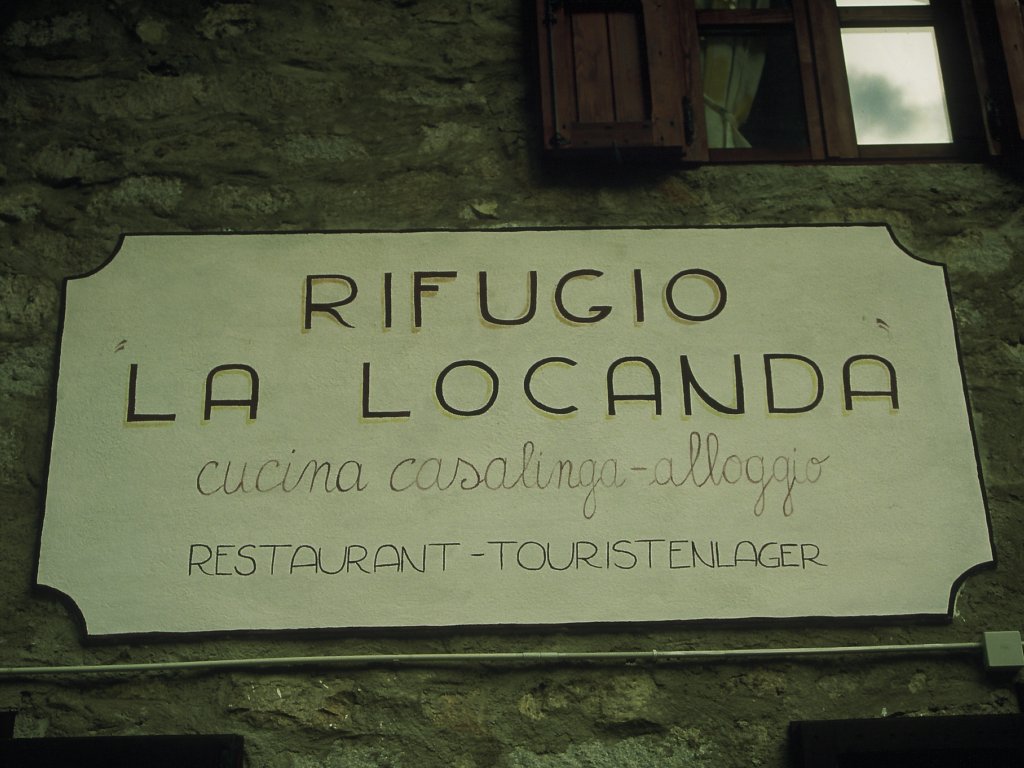 RIFUGIO
"LA LOCANDA"
cucina casalinga-alloggio
RESTAURANT-TOURISTENLAGER